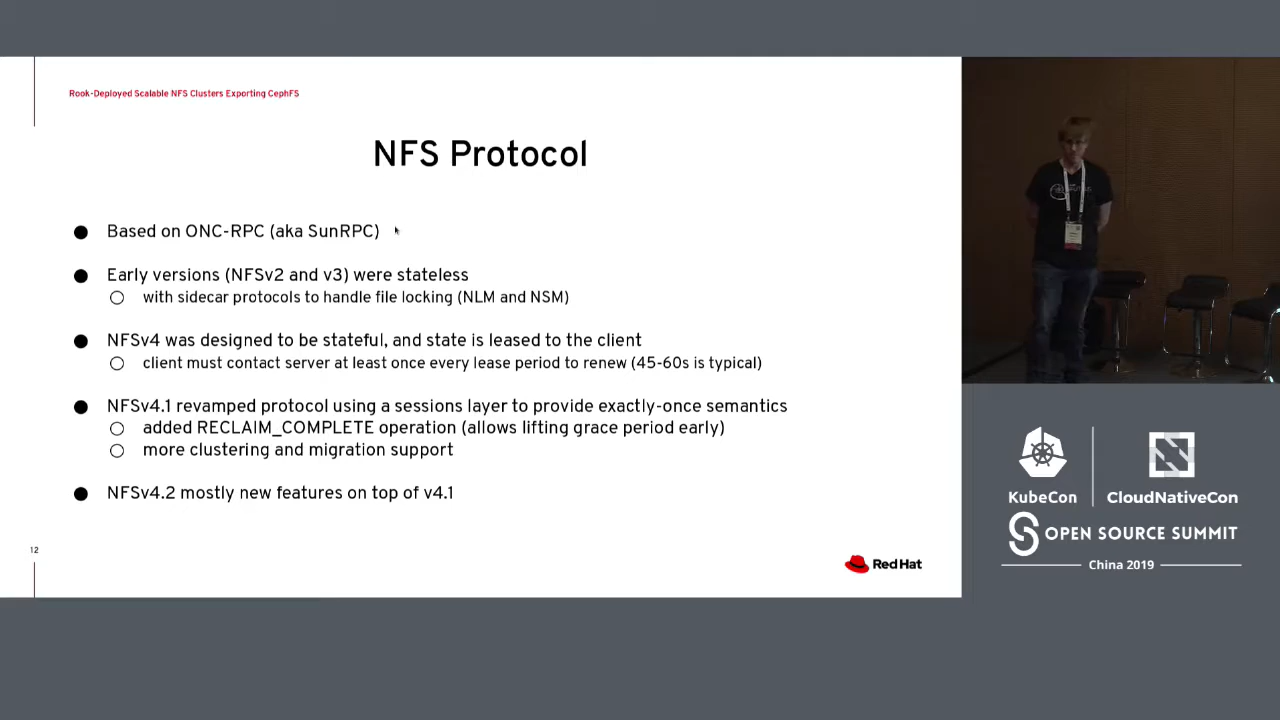 Rook-Deployed Scalable NFS Clusters Exporting CephFS
NFS Protocol
Based on ONC-RPC (aka SunRPC)
Early versions (NFSv2 and v3) were stateless
with sidecar protocols to handle file locking (NLM and NSM)
NFSv4 was designed to be stateful, and state is leased to the client
client must contact server at least once every lease period to renew (45-60s is typical)
NFSv4.1 revamped protocol using a sessions layer to provide exactly-once semantics
added RECLAIM_COMPLETE operation (allows lifting grace period early)
more clustering and migration support
NFSv4.2 mostly new features on top of v4.1
12
Red Hat
KubeCon
CloudNativeCon
OPEN SOURCE SUMMIT
China 2019